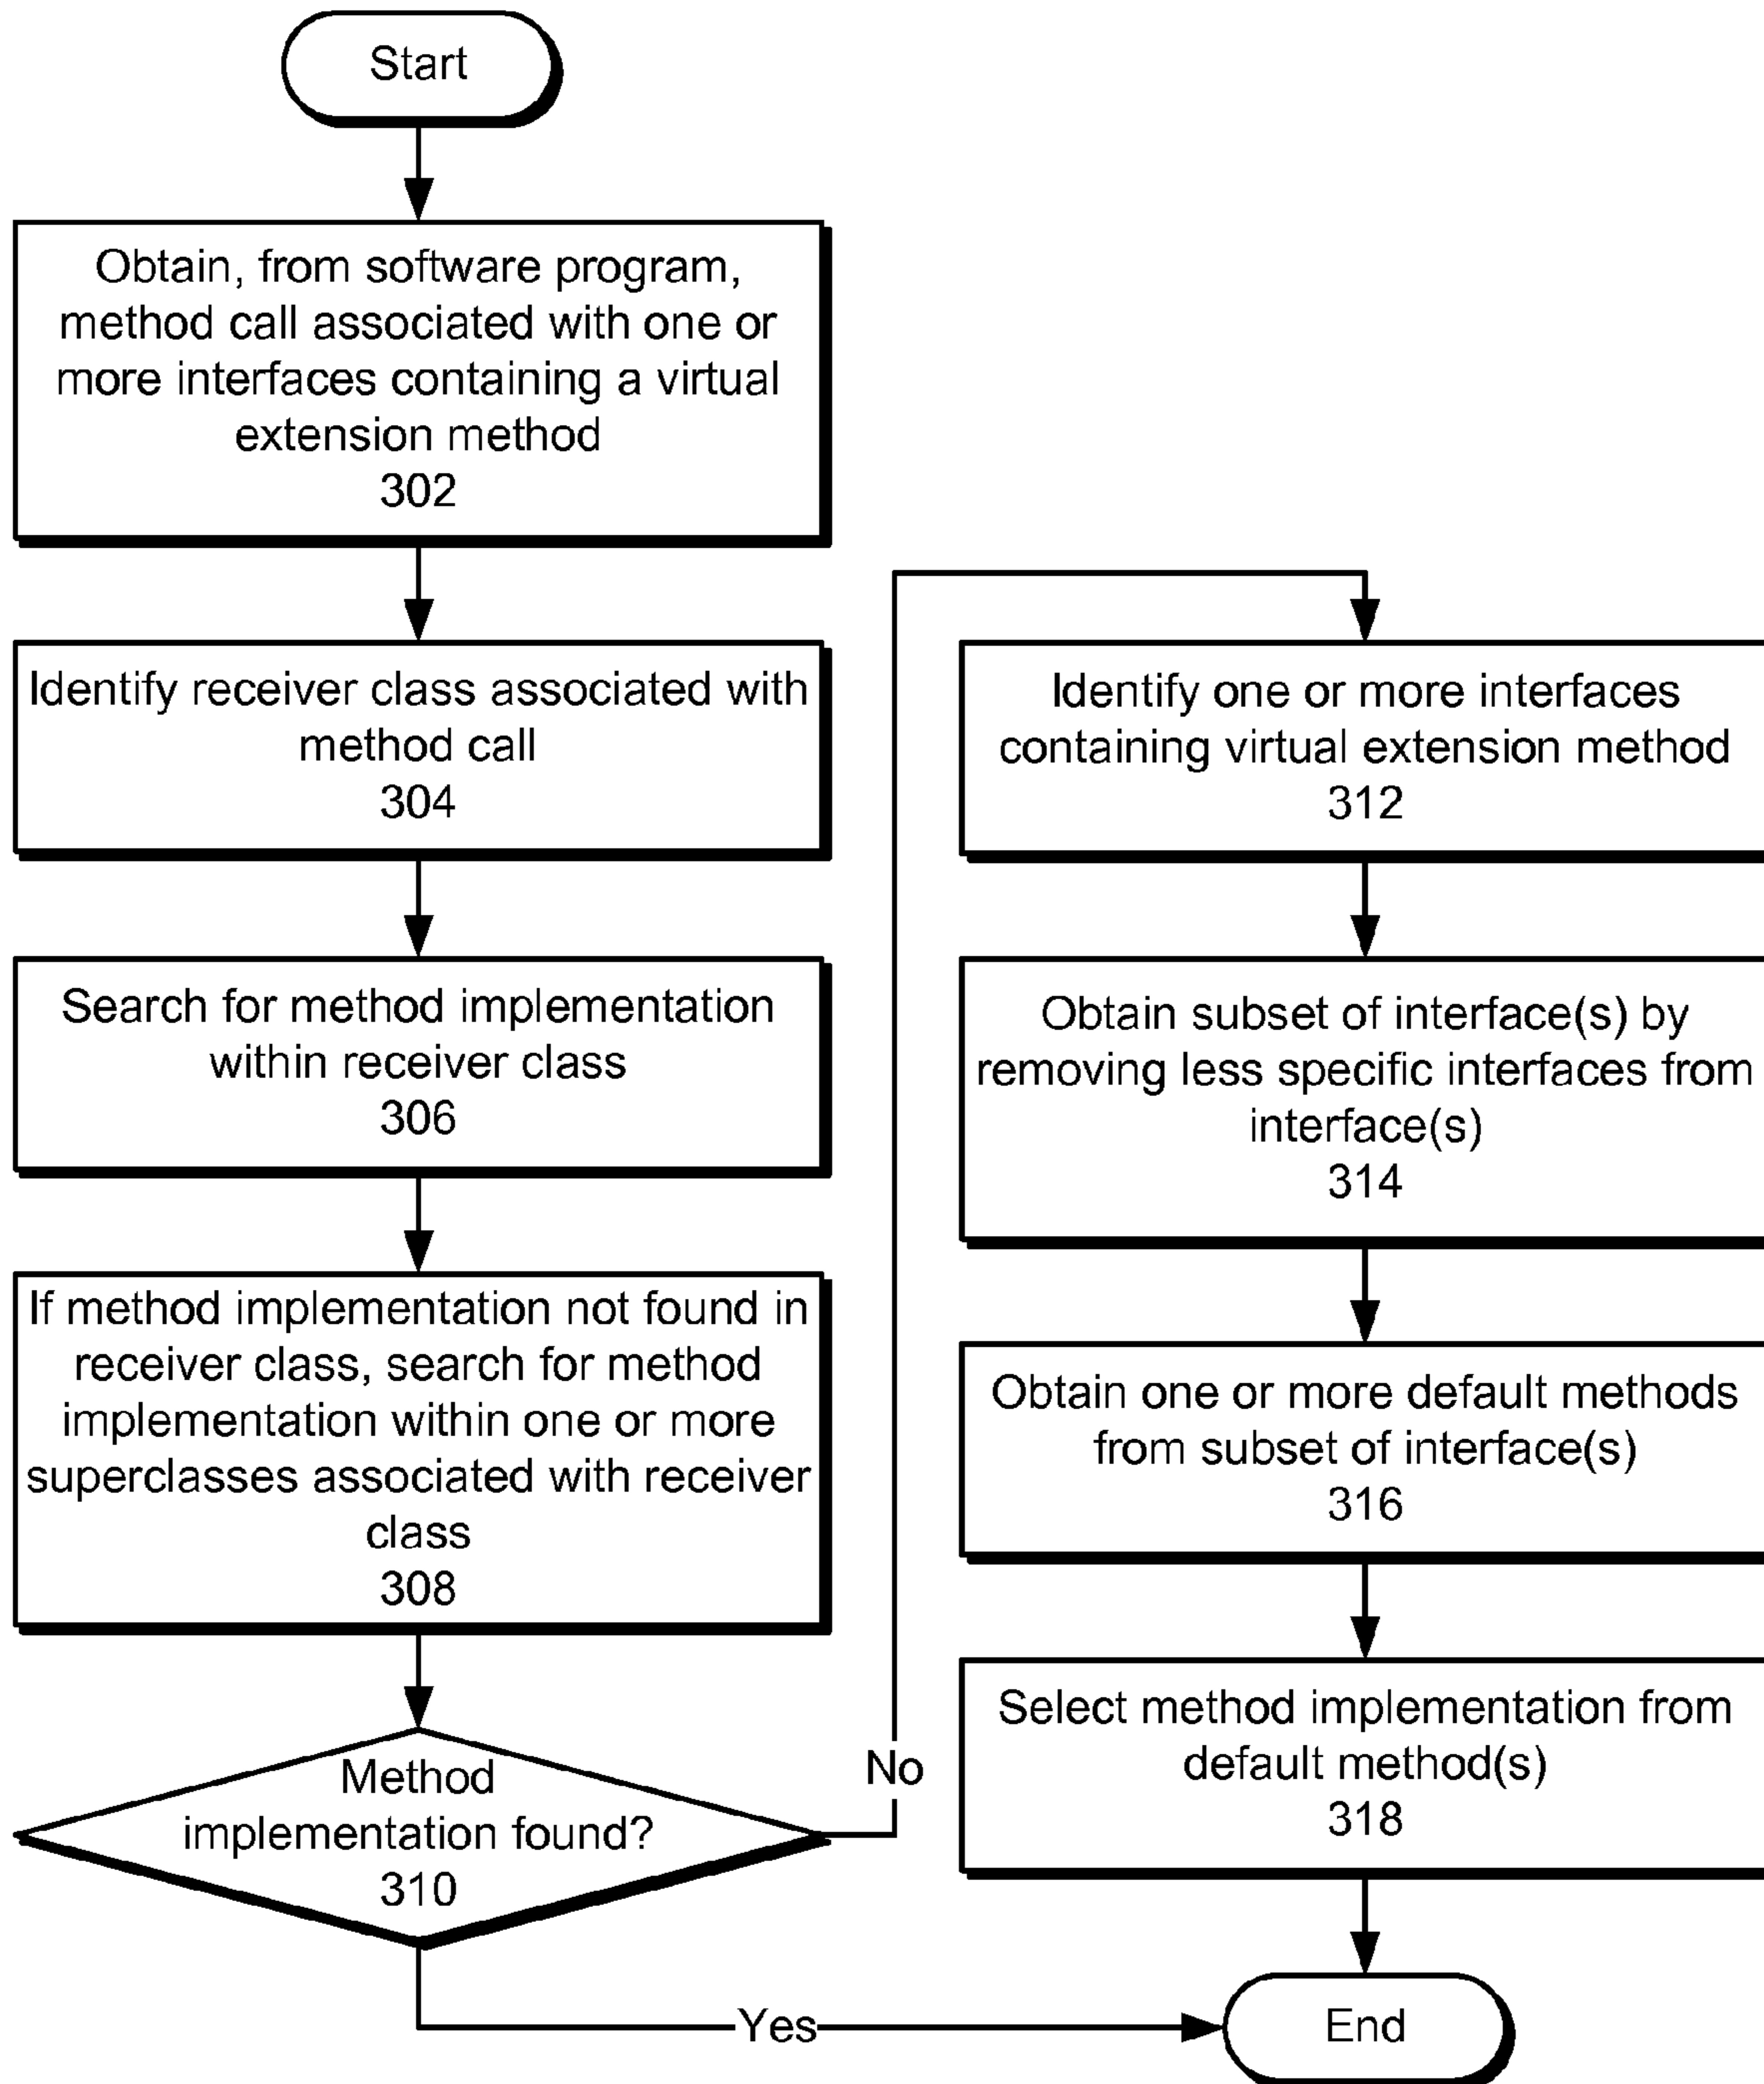 Start
Obtain, from software program,
method call associated with one or
more interfaces containing a virtual
extension method
302
Identify receiver class associated with
method call
304
Search for method implementation
within receiver class
306
If method implementation not found in
receiver class, search for method
implementation within one or more
superclasses associated with receiver
class
308
Method
implementation found?
310
No
Yes
Identify one or more interfaces
containing virtual extension method
312
Obtain subset of interface(s) by
removing less specific interfaces from
interface(s)
314
Obtain one or more default methods
from subset of interface(s)
316
Select method implementation from
default method(s)
318
End